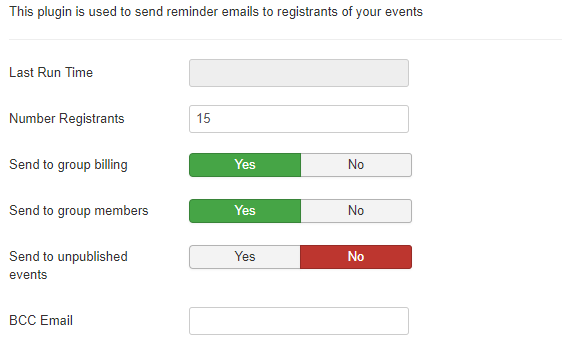 This plugin is used to send reminder emails to registrants of your events
Last Run Time
Number Registrants 15
Send to group billing Yes No
Send to group members Yes No
Send to unpublished Yes No
events
BCC Email